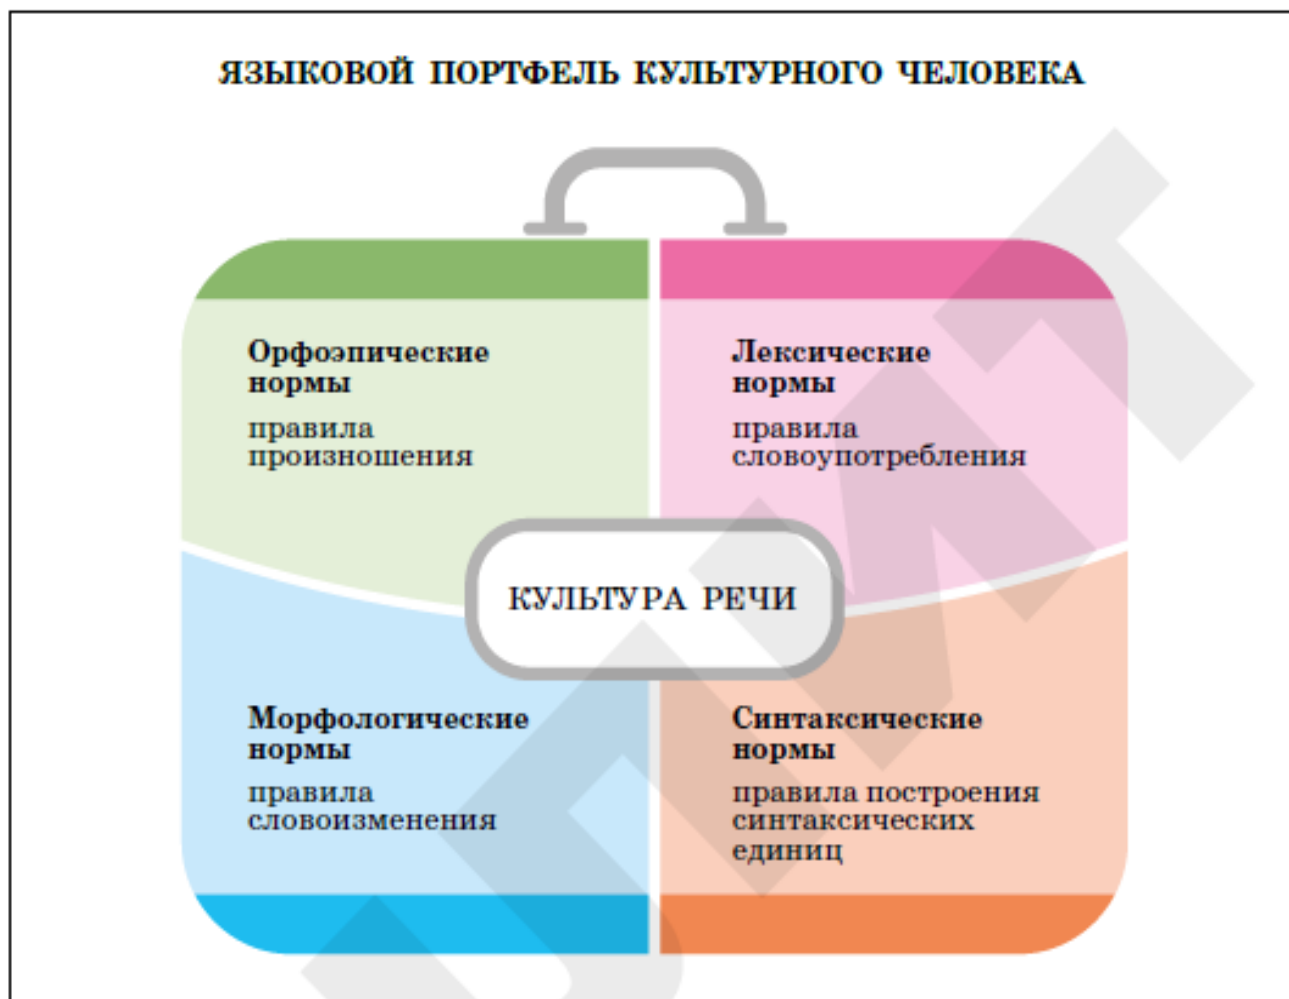 ЯЗЫКОВОЙ ПОРТФЕЛЬ КУЛЬТУРНОГО ЧЕЛОВЕКА
Орфоэпические
нормы
правила
произношения
Лексические
нормы
правила
словоупотребления
КУЛЬТУРА РЕЧИ
Морфологические
нормы
правила
словоизменения
Синтаксические
нормы
правила построения
синтаксических
единиц